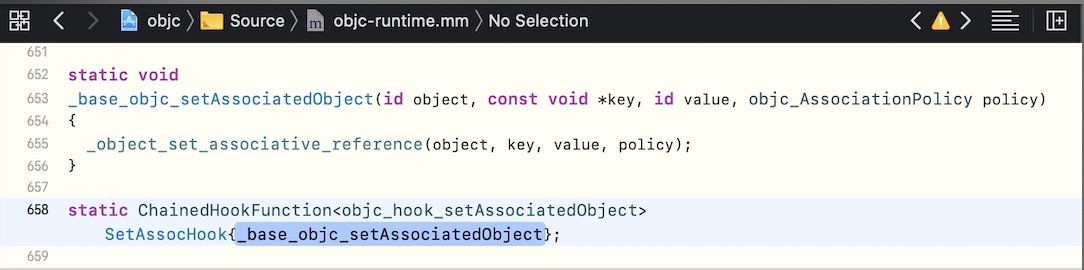 objc 〉 Source 〉 m objc-runtime.mm 〉 No Selection
651
652 static void
653 _base_objc_setAssociatedObject(id object, const void *key, id value, objc_AssociationPolicy policy)
654 {
655   _object_set_associative_reference(object, key, value, policy);
656 }
657
658 static ChainedHookFunction<objc_hook_setAssociatedObject>
    SetAssocHook{_base_objc_setAssociatedObject};
659